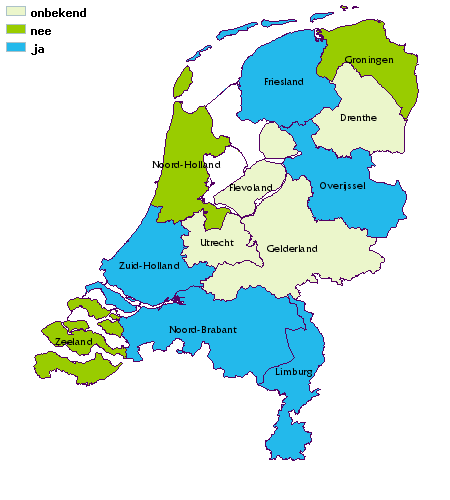 onbekend
nee
ja
Groningen
Friesland
Drenthe
Noord-Holland
Flevoland
Overijssel
Utrecht
Gelderland
Zuid-Holland
Noord-Brabant
Zeeland
Limburg